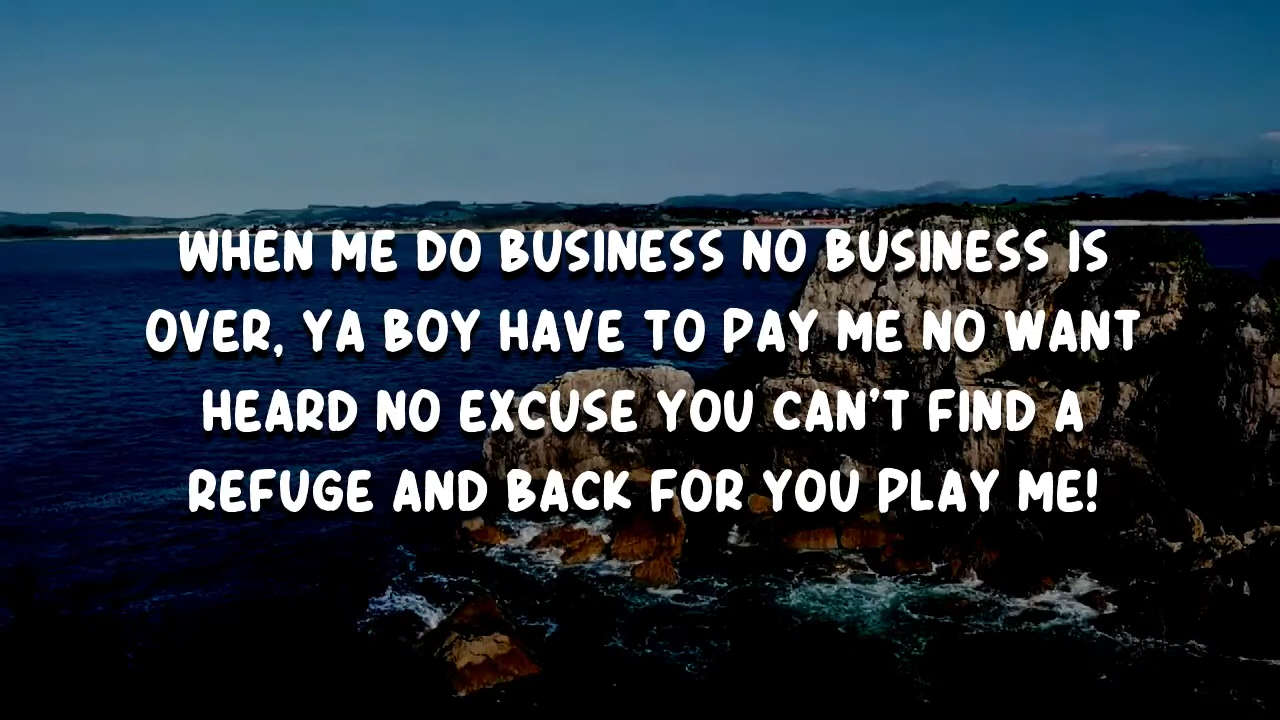 WHEN ME DO BUSINESS NO BUSINESS IS
OVER, YA BOY HAVE TO PAY ME NO WANT
HEARD NO EXCUSE YOU CAN'T FIND A
REFUGE AND BACK FOR YOU PLAY ME!